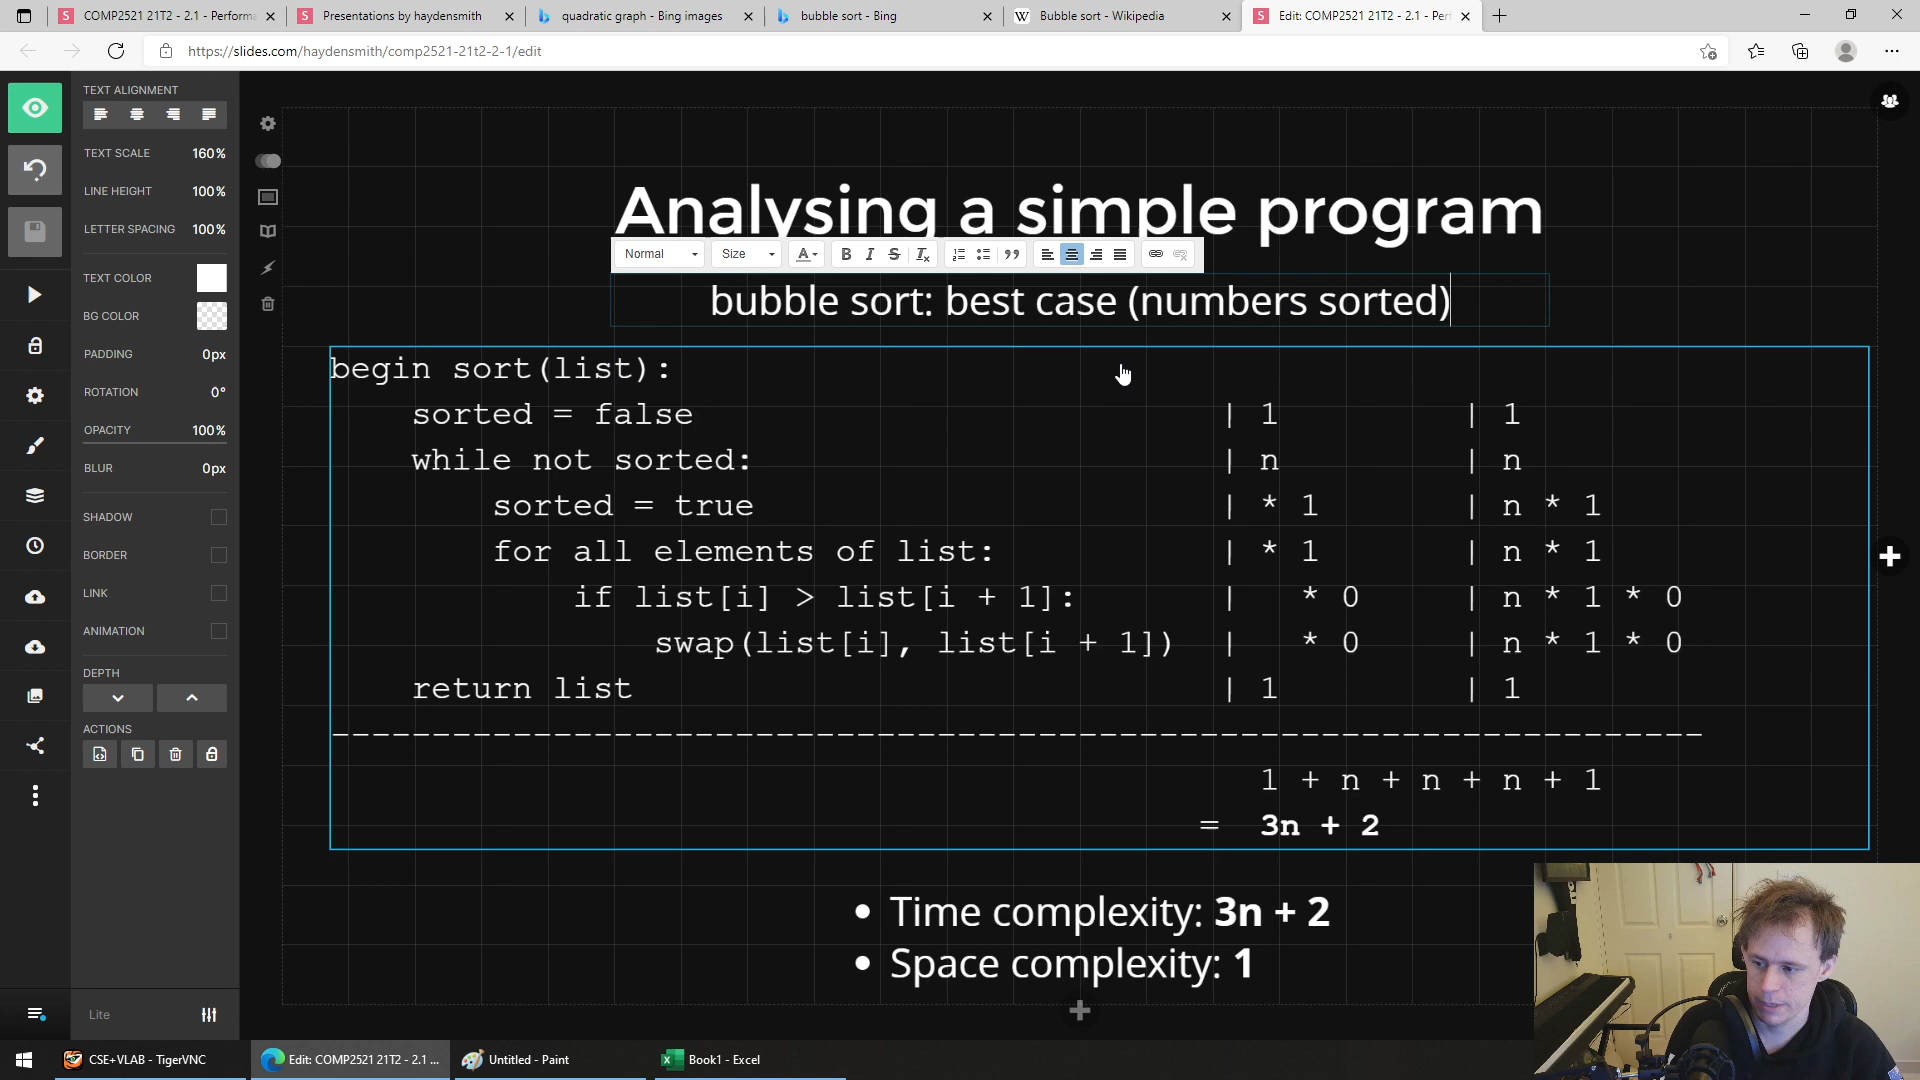 COMP2521 21T2 - 2.1 - Performa
Presentations by haydensmith
quadratic graph - Bing images
bubble sort - Bing
Bubble sort - Wikipedia
Edit: COMP2521 21T2 - 2.1 - Perf
https://slides.com/haydensmith/comp2521-21t2-2-1/edit
TEXT ALIGNMENT
TEXT SCALE 160%
LINE HEIGHT 100%
LETTER SPACING 100%
TEXT COLOR
BG COLOR
PADDING 0px
ROTATION 0°
OPACITY 100%
BLUR 0px
SHADOW
BORDER
LINK
ANIMATION
DEPTH
ACTIONS
Lite
Analysing a simple program
Normal Size A B I S Tx
bubble sort: best case (numbers sorted)
begin sort(list):
sorted = false | 1 | 1
while not sorted: | n | n
sorted = true | * 1 | n * 1
for all elements of list: | * 1 | n * 1
if list[i] > list[i + 1]: | * 0 | n * 1 * 0
swap(list[i], list[i + 1]) | * 0 | n * 1 * 0
return list | 1 | 1
--------------------------------------------------------------------
1 + n + n + n + 1
= 3n + 2
• Time complexity: 3n + 2
• Space complexity: 1
CSE+VLAB - TigerVNC
Edit: COMP2521 21T2 - 2.1 ...
Untitled - Paint
Book1 - Excel